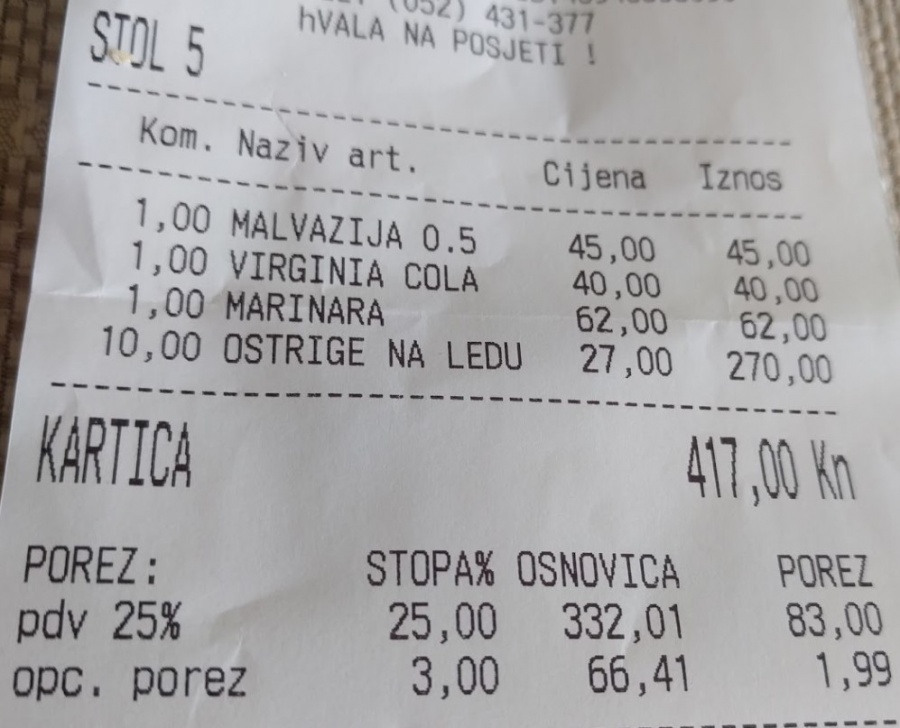 (052) 431-377
hVALA NA POSJETI !
STOL 5
Kom. Naziv art. Cijena Iznos
1,00 MALVAZIJA 0.5 45,00 45,00
1,00 VIRGINIA COLA 40,00 40,00
1,00 MARINARA 62,00 62,00
10,00 OSTRIGE NA LEDU 27,00 270,00
KARTICA 417,00 Kn
POREZ: STOPA% OSNOVICA POREZ
pdv 25% 25,00 332,01 83,00
opc. porez 3,00 66,41 1,99